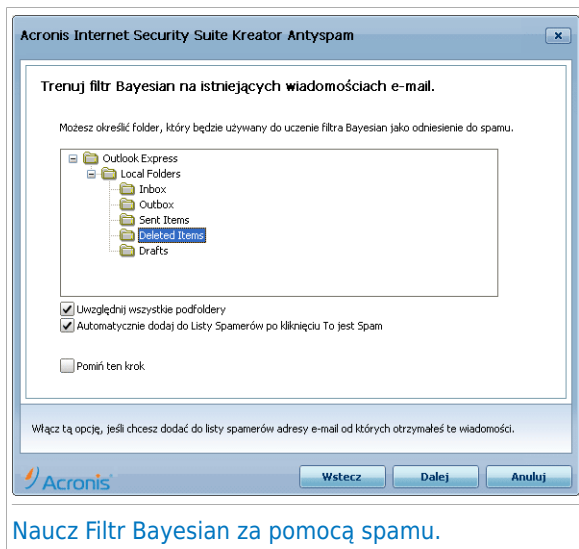 Acronis Internet Security Suite Kreator Antyspam
Trenuj filtr Bayesian na istniejących wiadomościach e-mail.
Możesz określić folder, który będzie używany do uczenie filtra Bayesian jako odniesienie do spamu.
Outlook Express
Local Folders
Inbox
Outbox
Sent Items
Deleted Items
Drafts
Uwzględnij wszystkie podfoldery
Automatycznie dodaj do Listy Spamerów po kliknięciu To jest Spam
Pomiń ten krok
Włącz tą opcję, jeśli chcesz dodać do listy spamerów adresy e-mail od których otrzymałeś te wiadomości.
Acronis
Wstecz
Dalej
Anuluj
Naucz Filtr Bayesian za pomocą spamu.